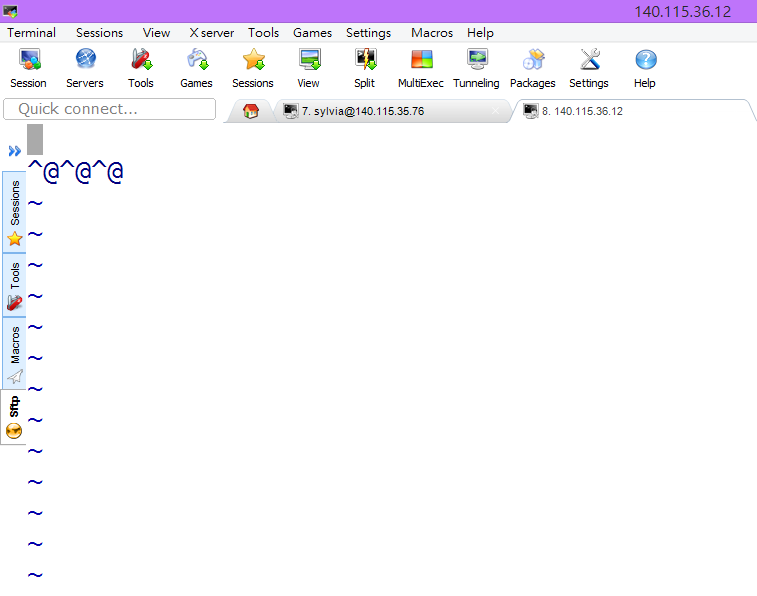 140.115.36.12
Terminal Sessions View X server Tools Games Settings Macros Help
Session Servers Tools Games Sessions View Split MultiExec Tunneling Packages Settings Help
Quick connect...
7. sylvia@140.115.35.76
8. 140.115.36.12
^@^@^@
~
~
~
~
~
~
~
~
~
~
~
~
~
Sessions
Tools
Macros
Sftp